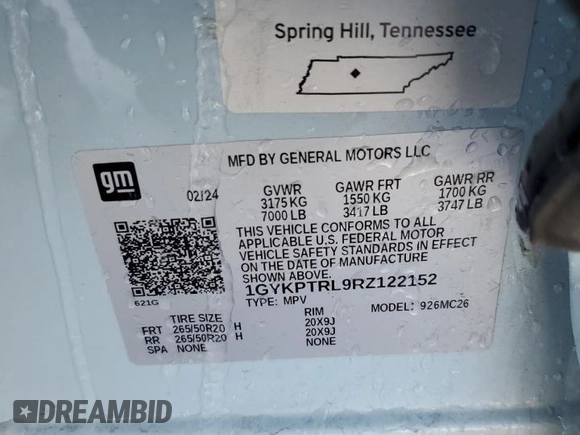 Spring Hill, Tennessee
gm
MFD BY GENERAL MOTORS LLC
02/24
GVWR GAWR FRT GAWR RR
3175 KG 1550 KG 1700 KG
7000 LB 3417 LB 3747 LB
THIS VEHICLE CONFORMS TO ALL
APPLICABLE U.S. FEDERAL MOTOR
VEHICLE SAFETY STANDARDS IN EFFECT
ON THE DATE OF MANUFACTURE
SHOWN ABOVE.
1GYKPTRL9RZ122152
621G
TYPE: MPV MODEL: 926MC26
TIRE SIZE RIM
FRT 265/50R20 H 20X9J
RR 265/50R20 H 20X9J
SPA NONE NONE
DREAMBID